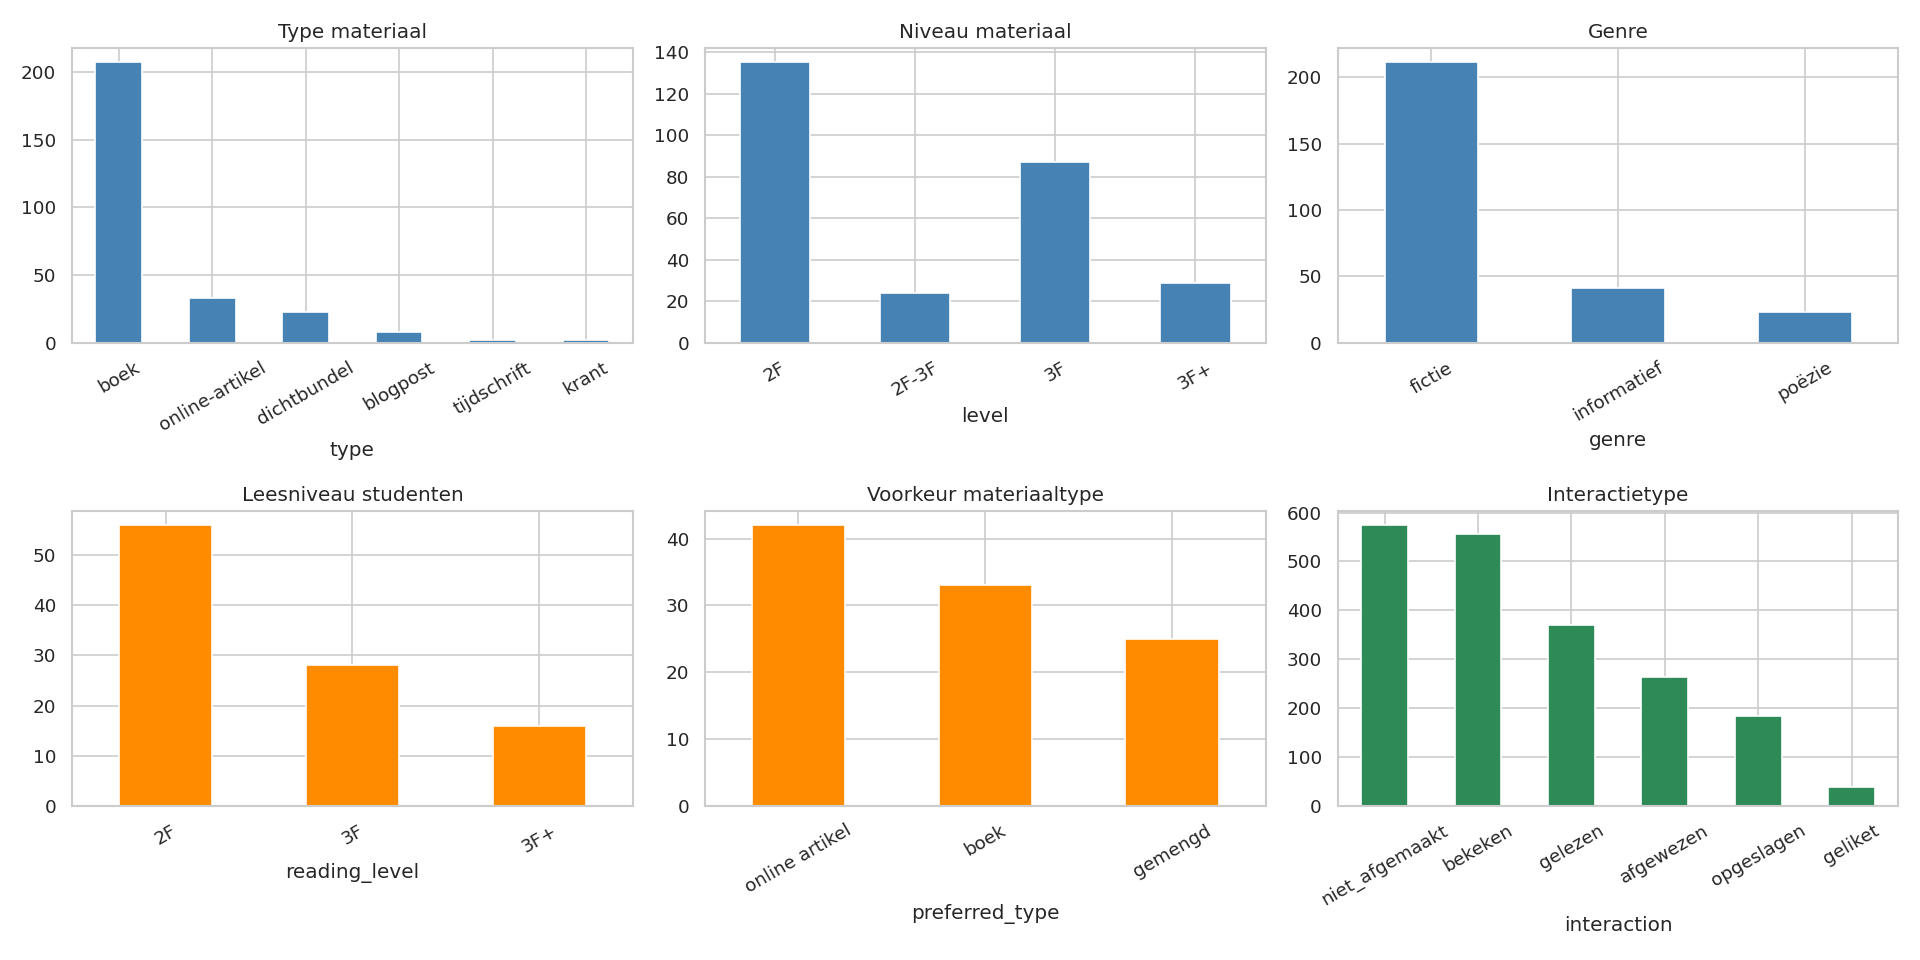 Type materiaal
200
150
100
50
0
boek
online-artikel
dichtbundel
blogpost
tijdschrift
krant
type
Niveau materiaal
140
120
100
80
60
40
20
0
2F
2F-3F
3F
3F+
level
Genre
200
150
100
50
0
fictie
informatief
poëzie
genre
Leesniveau studenten
50
40
30
20
10
0
2F
3F
3F+
reading_level
Voorkeur materiaaltype
40
30
20
10
0
online artikel
boek
gemengd
preferred_type
Interactietype
600
500
400
300
200
100
0
niet_afgemaakt
bekeken
gelezen
afgewezen
opgeslagen
geliket
interaction